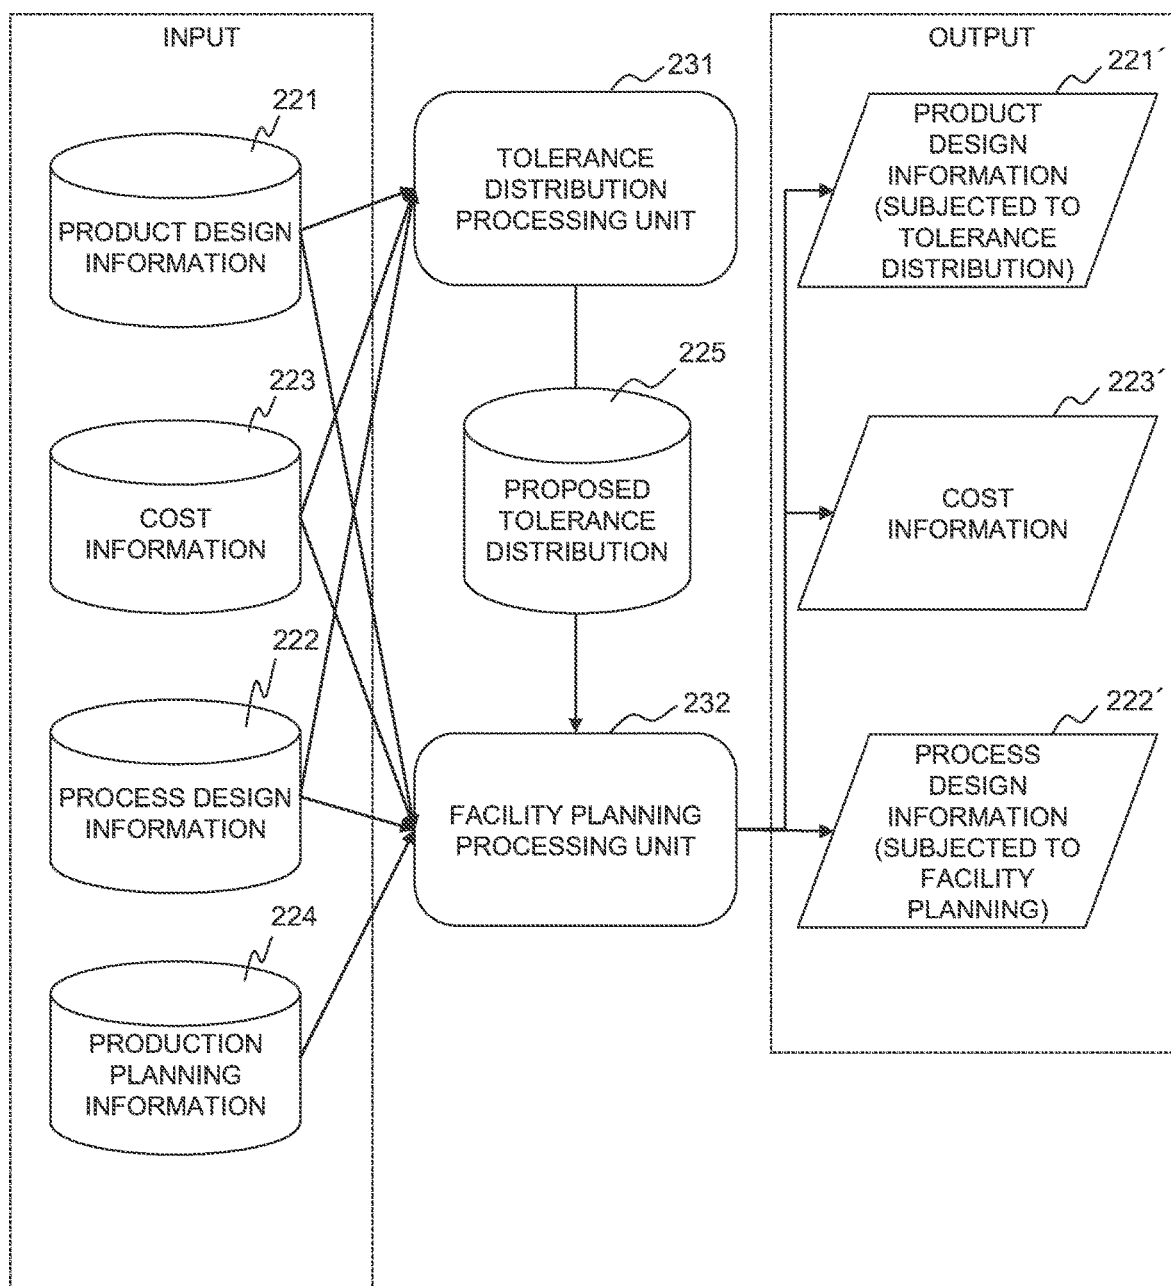 INPUT
221
PRODUCT DESIGN
INFORMATION
223
COST
INFORMATION
222
PROCESS DESIGN
INFORMATION
224
PRODUCTION
PLANNING
INFORMATION
231
TOLERANCE
DISTRIBUTION
PROCESSING UNIT
225
PROPOSED
TOLERANCE
DISTRIBUTION
232
FACILITY PLANNING
PROCESSING UNIT
OUTPUT
221´
PRODUCT
DESIGN
INFORMATION
(SUBJECTED TO
TOLERANCE
DISTRIBUTION)
223´
COST
INFORMATION
222´
PROCESS
DESIGN
INFORMATION
(SUBJECTED TO
FACILITY
PLANNING)